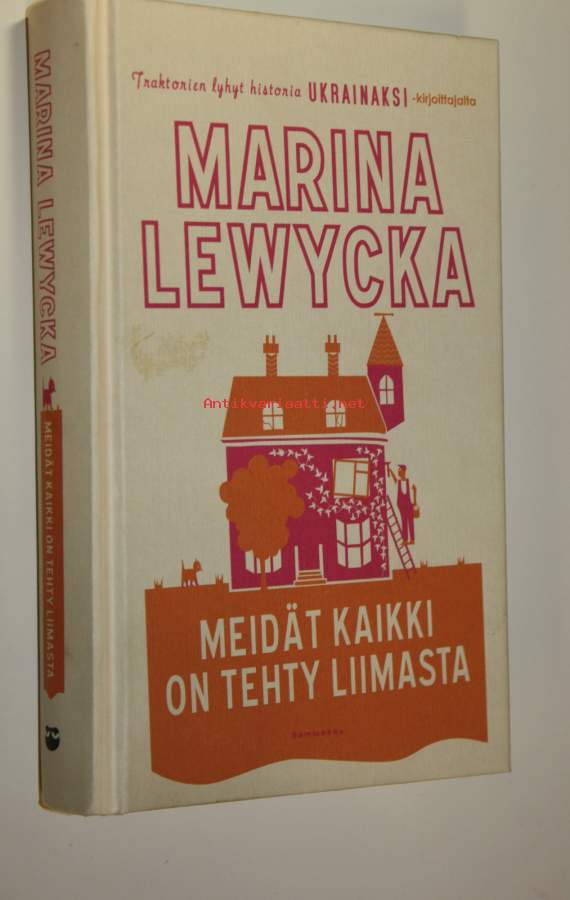 Traktorien lyhyt historia UKRAINAKSI -kirjoittajalta
MARINA
LEWYCKA
Antikvariaatti.net
MEIDÄT KAIKKI
ON TEHTY LIIMASTA
sammakko
MARINA LEWYCKA
MEIDÄT KAIKKI ON TEHTY LIIMASTA